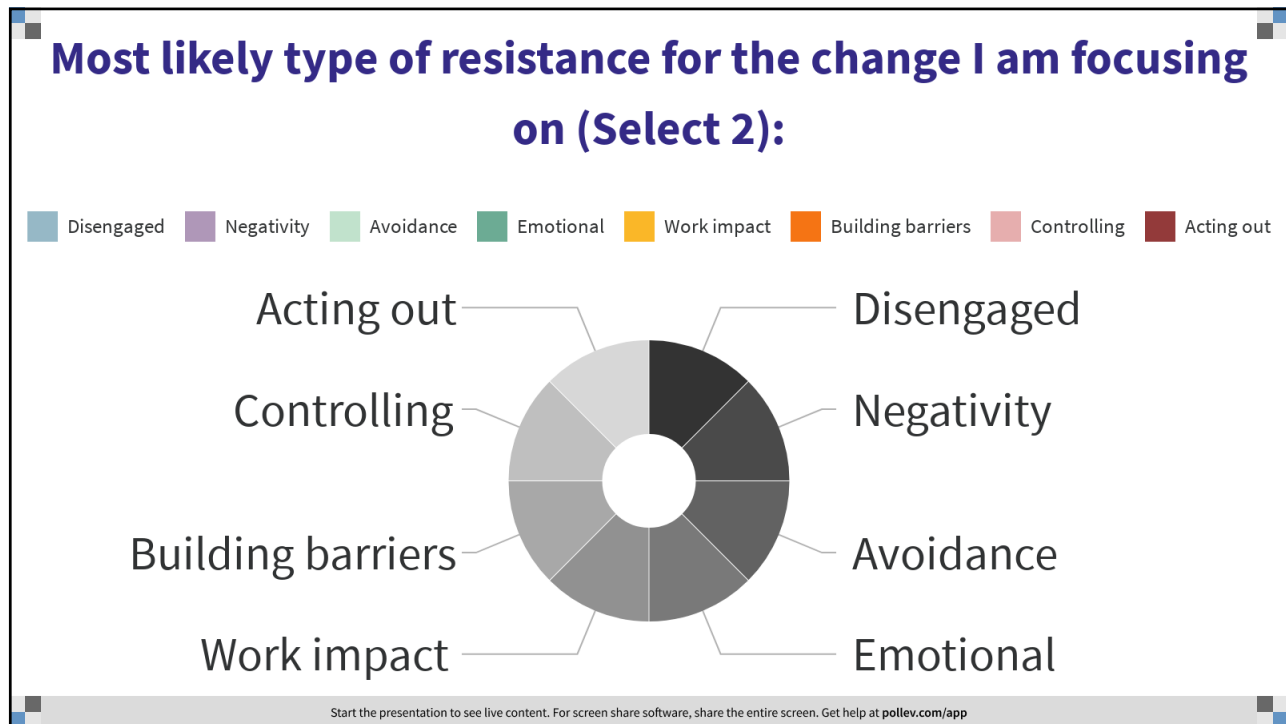 Most likely type of resistance for the change I am focusing
on (Select 2):
Disengaged Negativity Avoidance Emotional Work impact Building barriers Controlling Acting out
Acting out Disengaged
Controlling Negativity
Building barriers Avoidance
Work impact Emotional
Start the presentation to see live content. For screen share software, share the entire screen. Get help at pollev.com/app